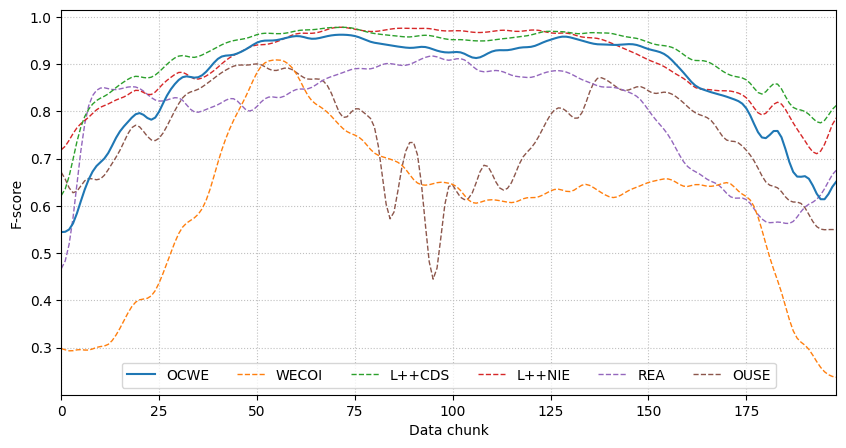 1.0
0.9
0.8
0.7
0.6
0.5
0.4
0.3
F-score
OCWE WECOI L++CDS L++NIE REA OUSE
0 25 50 75 100 125 150 175
Data chunk